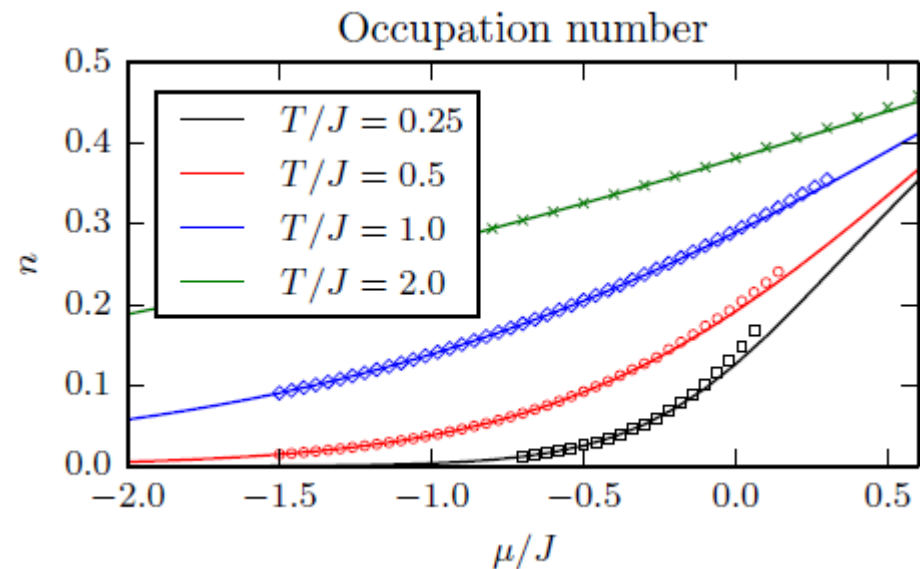 Occupation number
0.5
0.4
0.3
0.2
0.1
0.0
n
T/J = 0.25
T/J = 0.5
T/J = 1.0
T/J = 2.0
−2.0 −1.5 −1.0 −0.5 0.0 0.5
μ/J